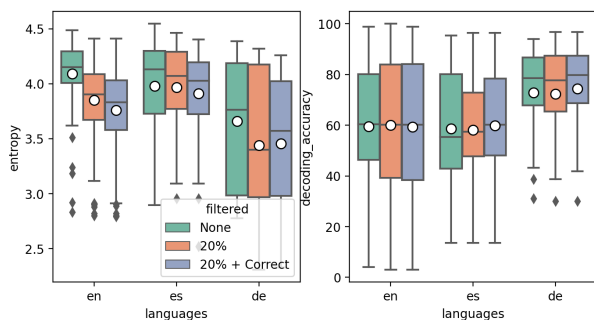 4.5
4.0
3.5
3.0
2.5
entropy
en
es
de
languages
filtered
None
20%
20% + Correct
100
80
60
40
20
0
decoding_accuracy
en
es
de
languages